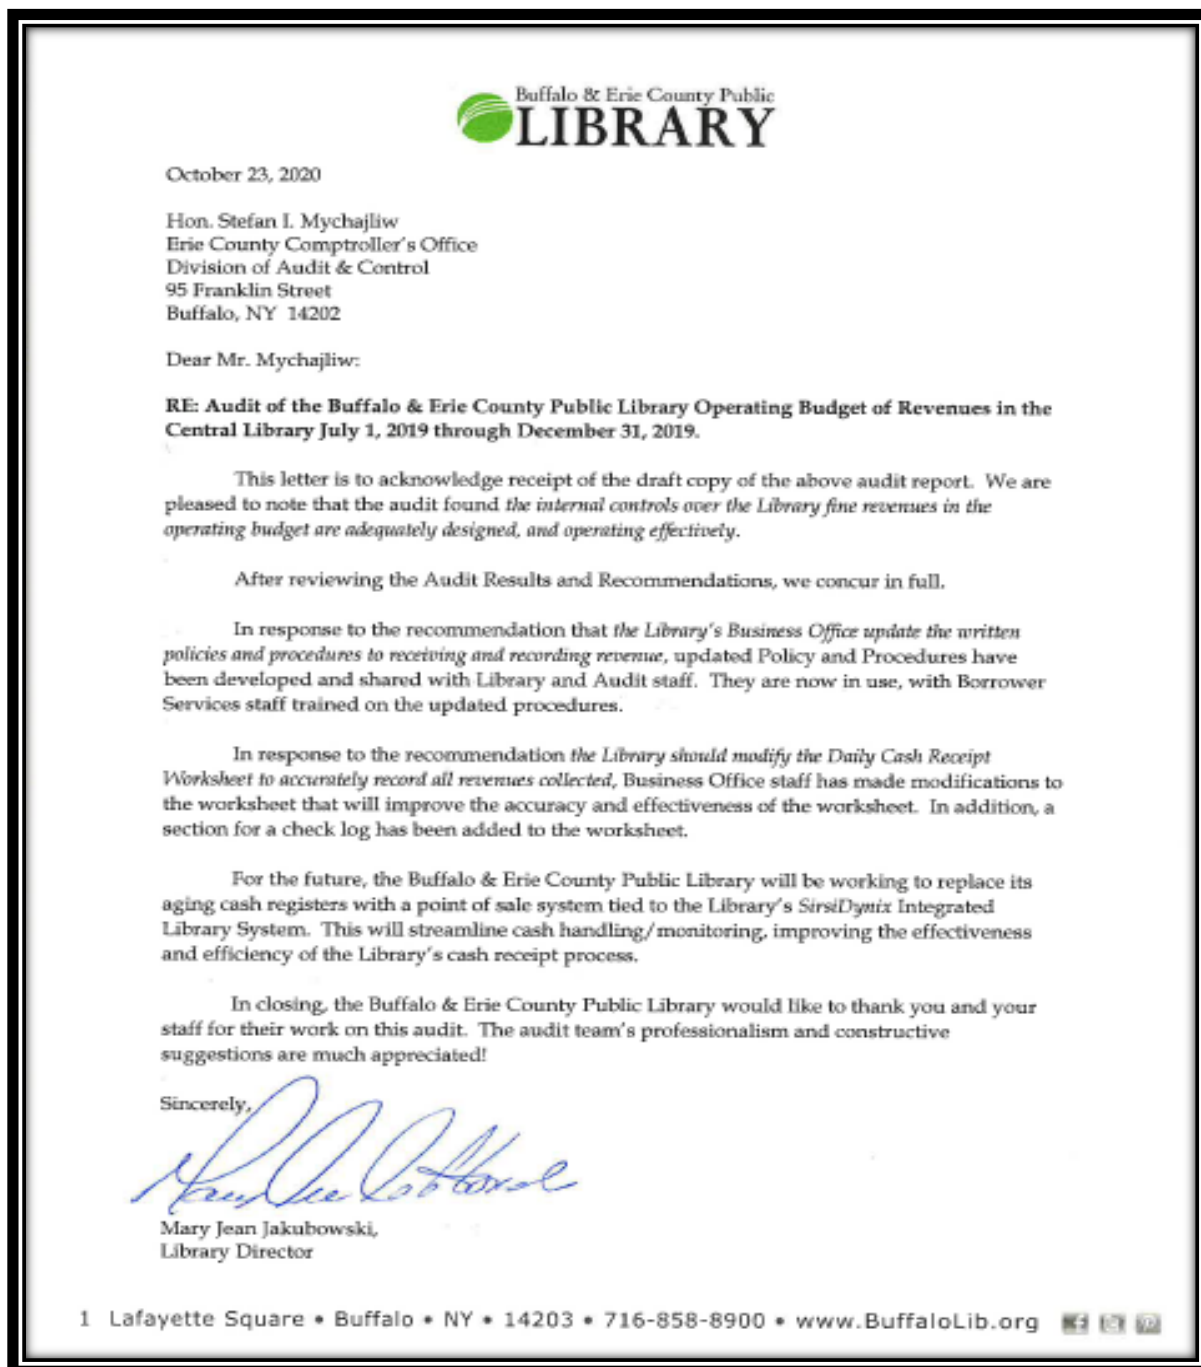 Buffalo & Erie County Public
LIBRARY
October 23, 2020
Hon. Stefan I. Mychajliw
Erie County Comptroller's Office
Division of Audit & Control
95 Franklin Street
Buffalo, NY  14202
Dear Mr. Mychajliw:
RE: Audit of the Buffalo & Erie County Public Library Operating Budget of Revenues in the
Central Library July 1, 2019 through December 31, 2019.
This letter is to acknowledge receipt of the draft copy of the above audit report.  We are
pleased to note that the audit found the internal controls over the Library fine revenues in the
operating budget are adequately designed, and operating effectively.
After reviewing the Audit Results and Recommendations, we concur in full.
In response to the recommendation that the Library's Business Office update the written
policies and procedures to receiving and recording revenue, updated Policy and Procedures have
been developed and shared with Library and Audit staff.  They are now in use, with Borrower
Services staff trained on the updated procedures.
In response to the recommendation the Library should modify the Daily Cash Receipt
Worksheet to accurately record all revenues collected, Business Office staff has made modifications to
the worksheet that will improve the accuracy and effectiveness of the worksheet.  In addition, a
section for a check log has been added to the worksheet.
For the future, the Buffalo & Erie County Public Library will be working to replace its
aging cash registers with a point of sale system tied to the Library's SirsiDynix Integrated
Library System.  This will streamline cash handling/monitoring, improving the effectiveness
and efficiency of the Library's cash receipt process.
In closing, the Buffalo & Erie County Public Library would like to thank you and your
staff for their work on this audit.  The audit team's professionalism and constructive
suggestions are much appreciated!
Sincerely,
Mary Jean Jakubowski,
Library Director
1 Lafayette Square • Buffalo • NY • 14203 • 716-858-8900 • www.BuffaloLib.org